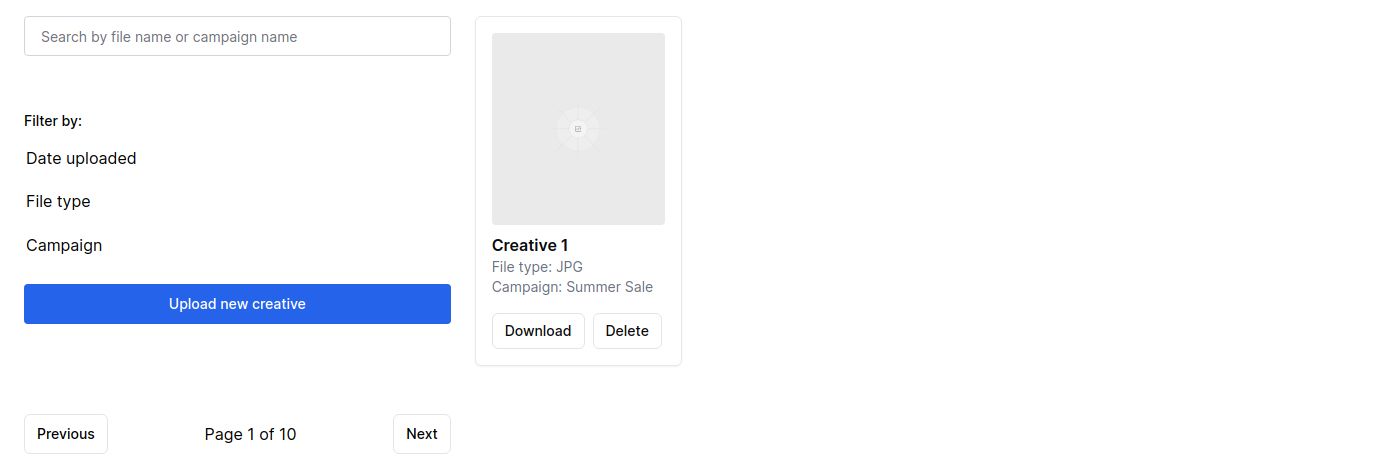 Search by file name or campaign name
Filter by:
Date uploaded
File type
Campaign
Upload new creative
Previous
Page 1 of 10
Next
Creative 1
File type: JPG
Campaign: Summer Sale
Download
Delete